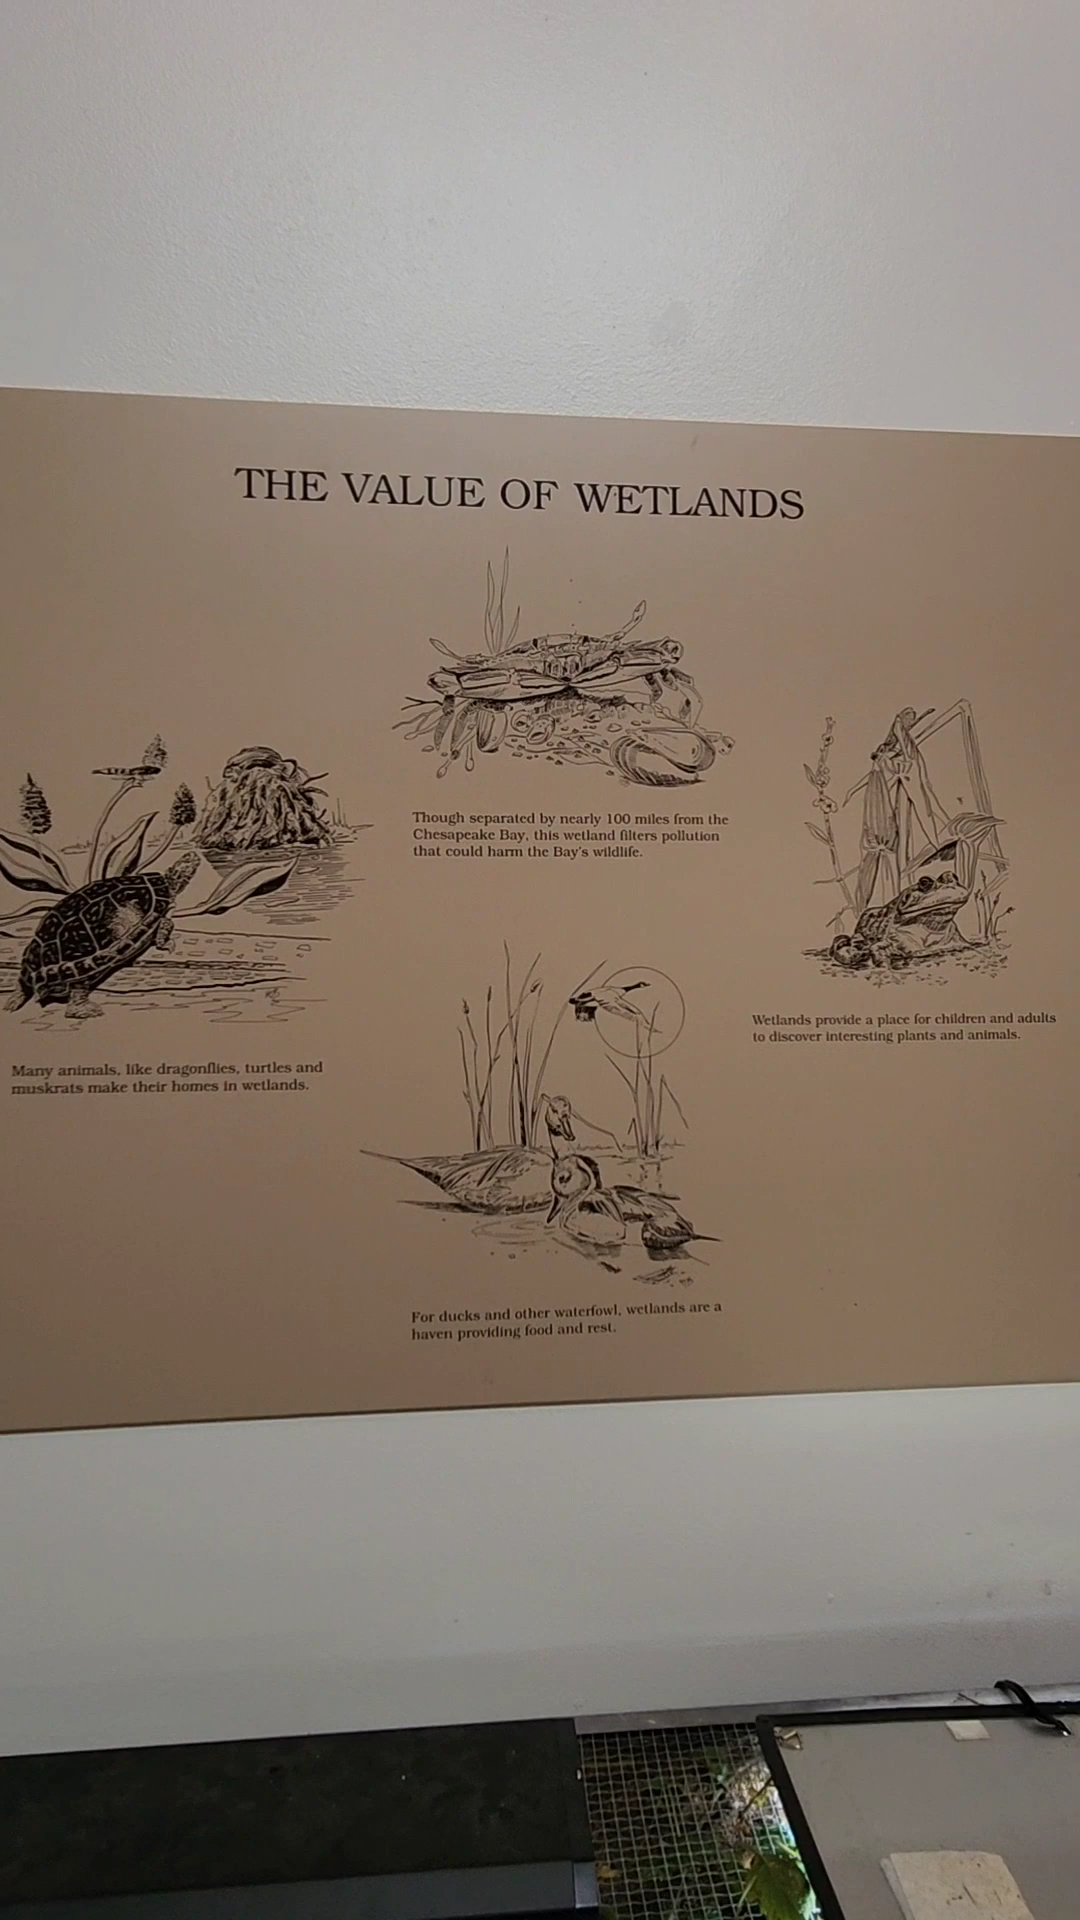 THE VALUE OF WETLANDS
Though separated by nearly 100 miles from the
Chesapeake Bay, this wetland filters pollution
that could harm the Bay's wildlife.
Many animals, like dragonflies, turtles and
muskrats make their homes in wetlands.
Wetlands provide a place for children and adults
to discover interesting plants and animals.
For ducks and other waterfowl, wetlands are a
haven providing food and rest.